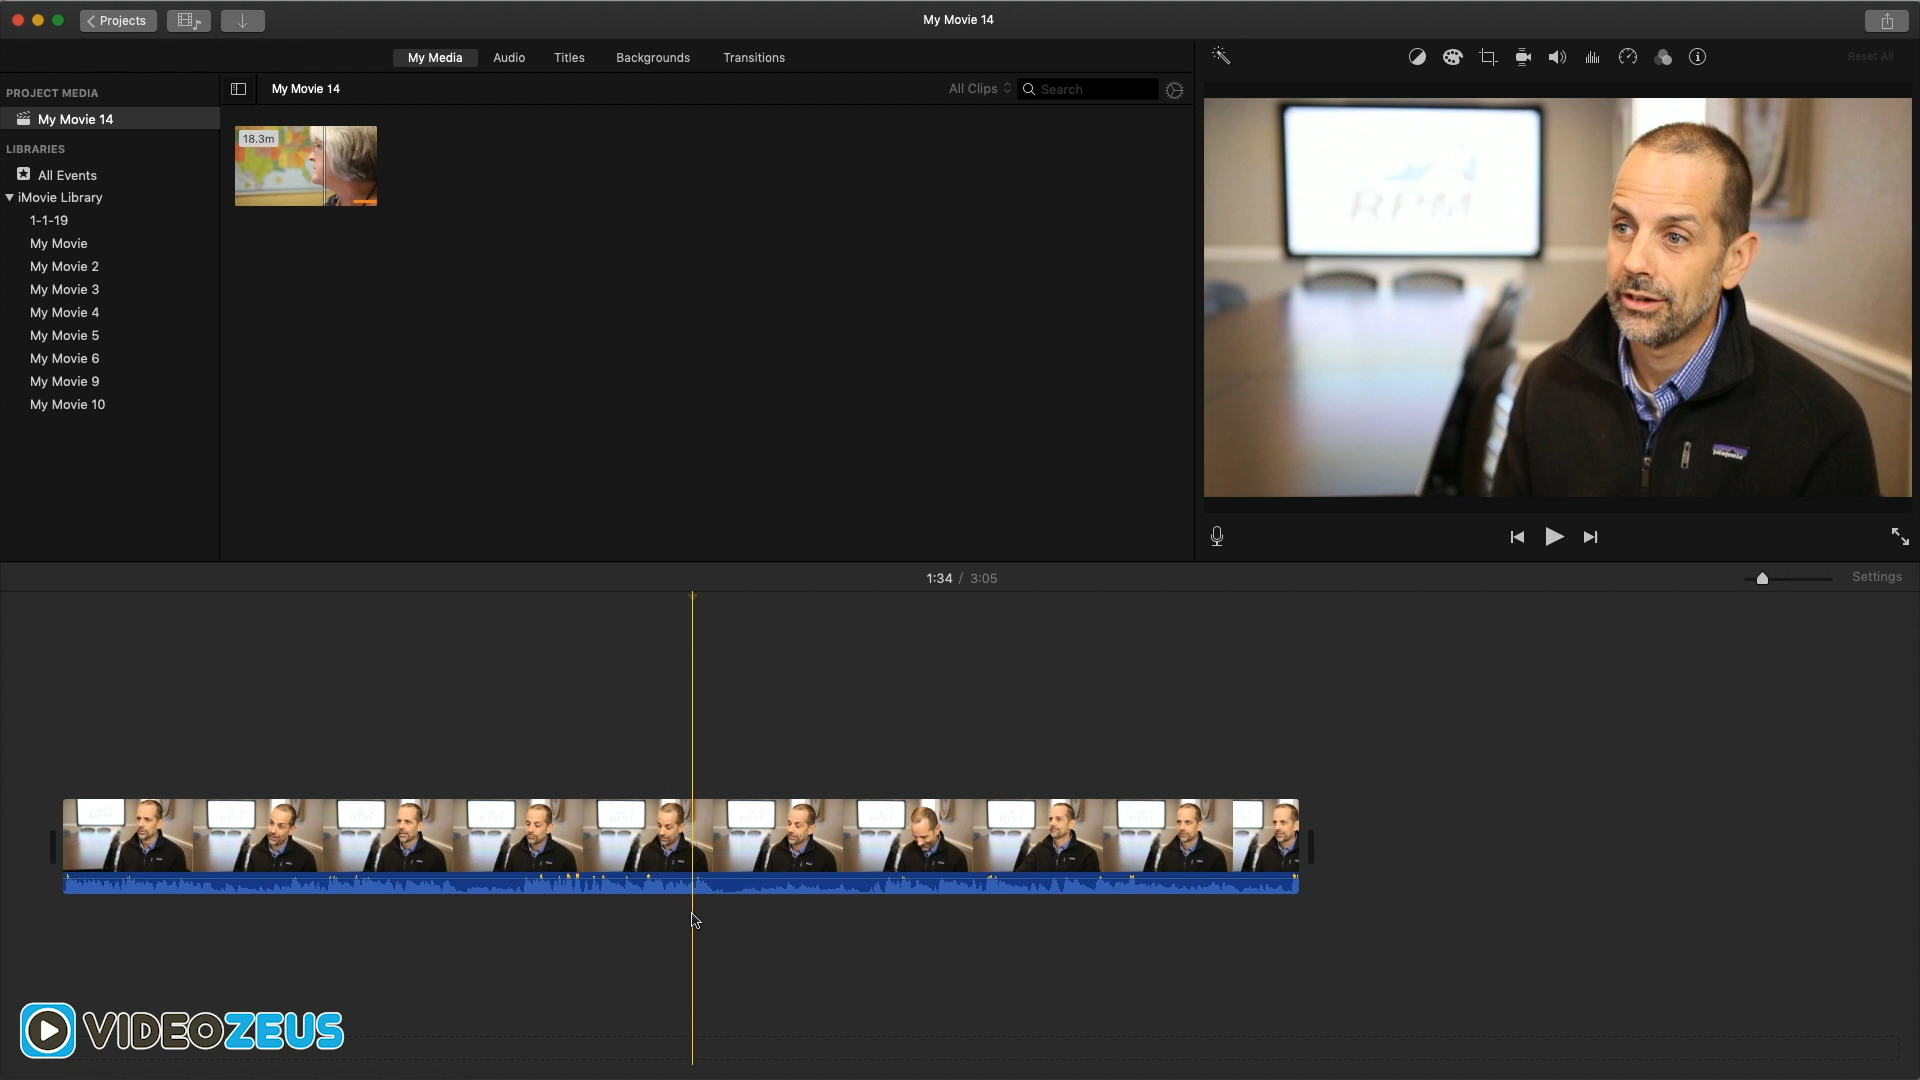 Projects
My Movie 14
My Media
Audio
Titles
Backgrounds
Transitions
Reset All
PROJECT MEDIA
My Movie 14
My Movie 14
All Clips
Search
LIBRARIES
All Events
iMovie Library
1-1-19
My Movie
My Movie 2
My Movie 3
My Movie 4
My Movie 5
My Movie 6
My Movie 9
My Movie 10
18.3m
RPM
patagonia
1:34 / 3:05
Settings
VIDEOZEUS